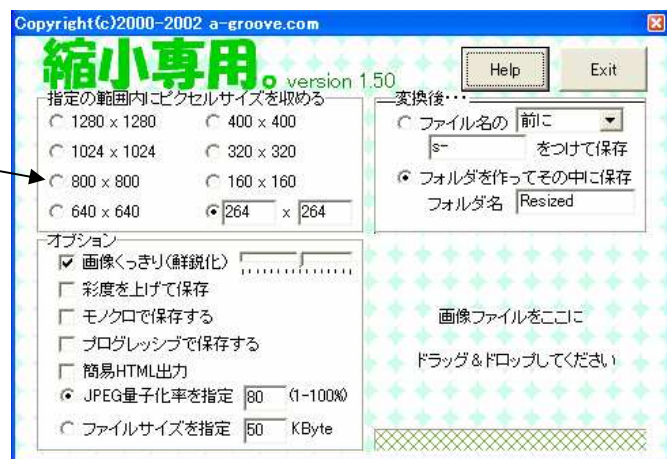 Copyright(c)2000-2002 a-groove.com
縮小専用。version 1.50
Help
Exit
指定の範囲内にピクセルサイズを収める
1280 x 1280
400 x 400
1024 x 1024
320 x 320
800 x 800
160 x 160
640 x 640
264 x 264
変換後・・・
ファイル名の 前に
s- をつけて保存
フォルダを作ってその中に保存
フォルダ名 Resized
オプション
画像くっきり(鮮鋭化)
彩度を上げて保存
モノクロで保存する
プログレッシブで保存する
簡易HTML出力
JPEG量子化率を指定 80 (1-100%)
ファイルサイズを指定 50 KByte
画像ファイルをここに
ドラッグ&ドロップしてください